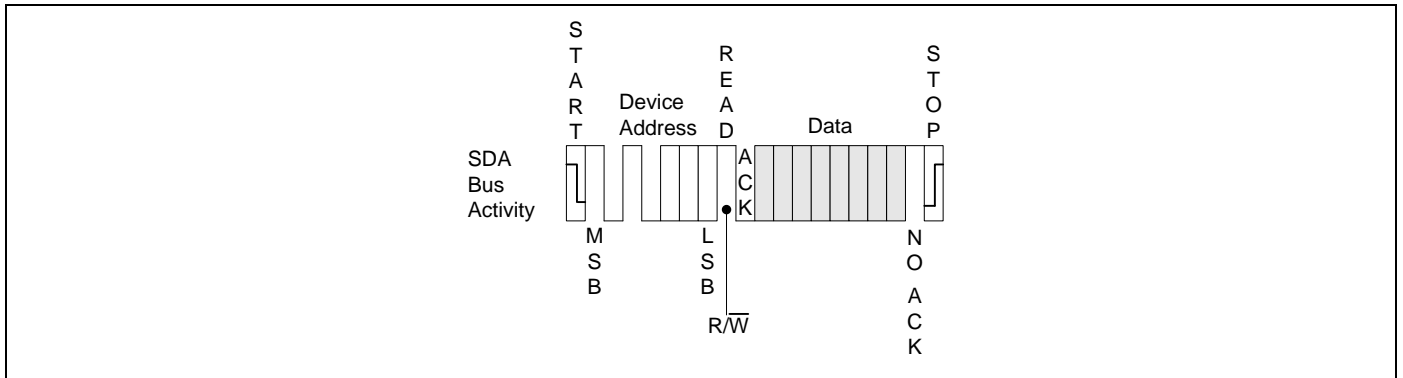 START
READ
STOP
Device
Address
Data
SDA
Bus
Activity
ACK
MSB
LSB
NO ACK
R/W̅